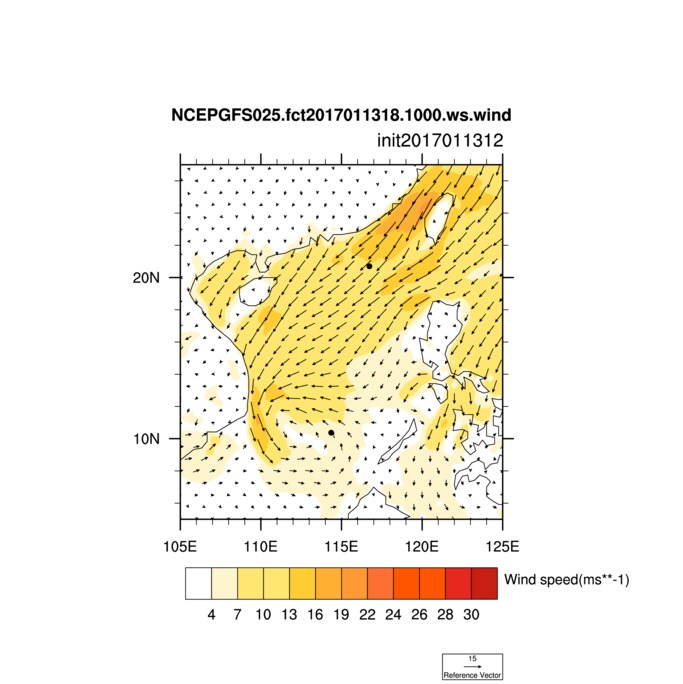 NCEPGFS025.fct2017011318.1000.ws.wind
init2017011312
20N
10N
105E 110E 115E 120E 125E
Wind speed(ms**-1)
4 7 10 13 16 19 22 24 26 28 30
15
Reference Vector